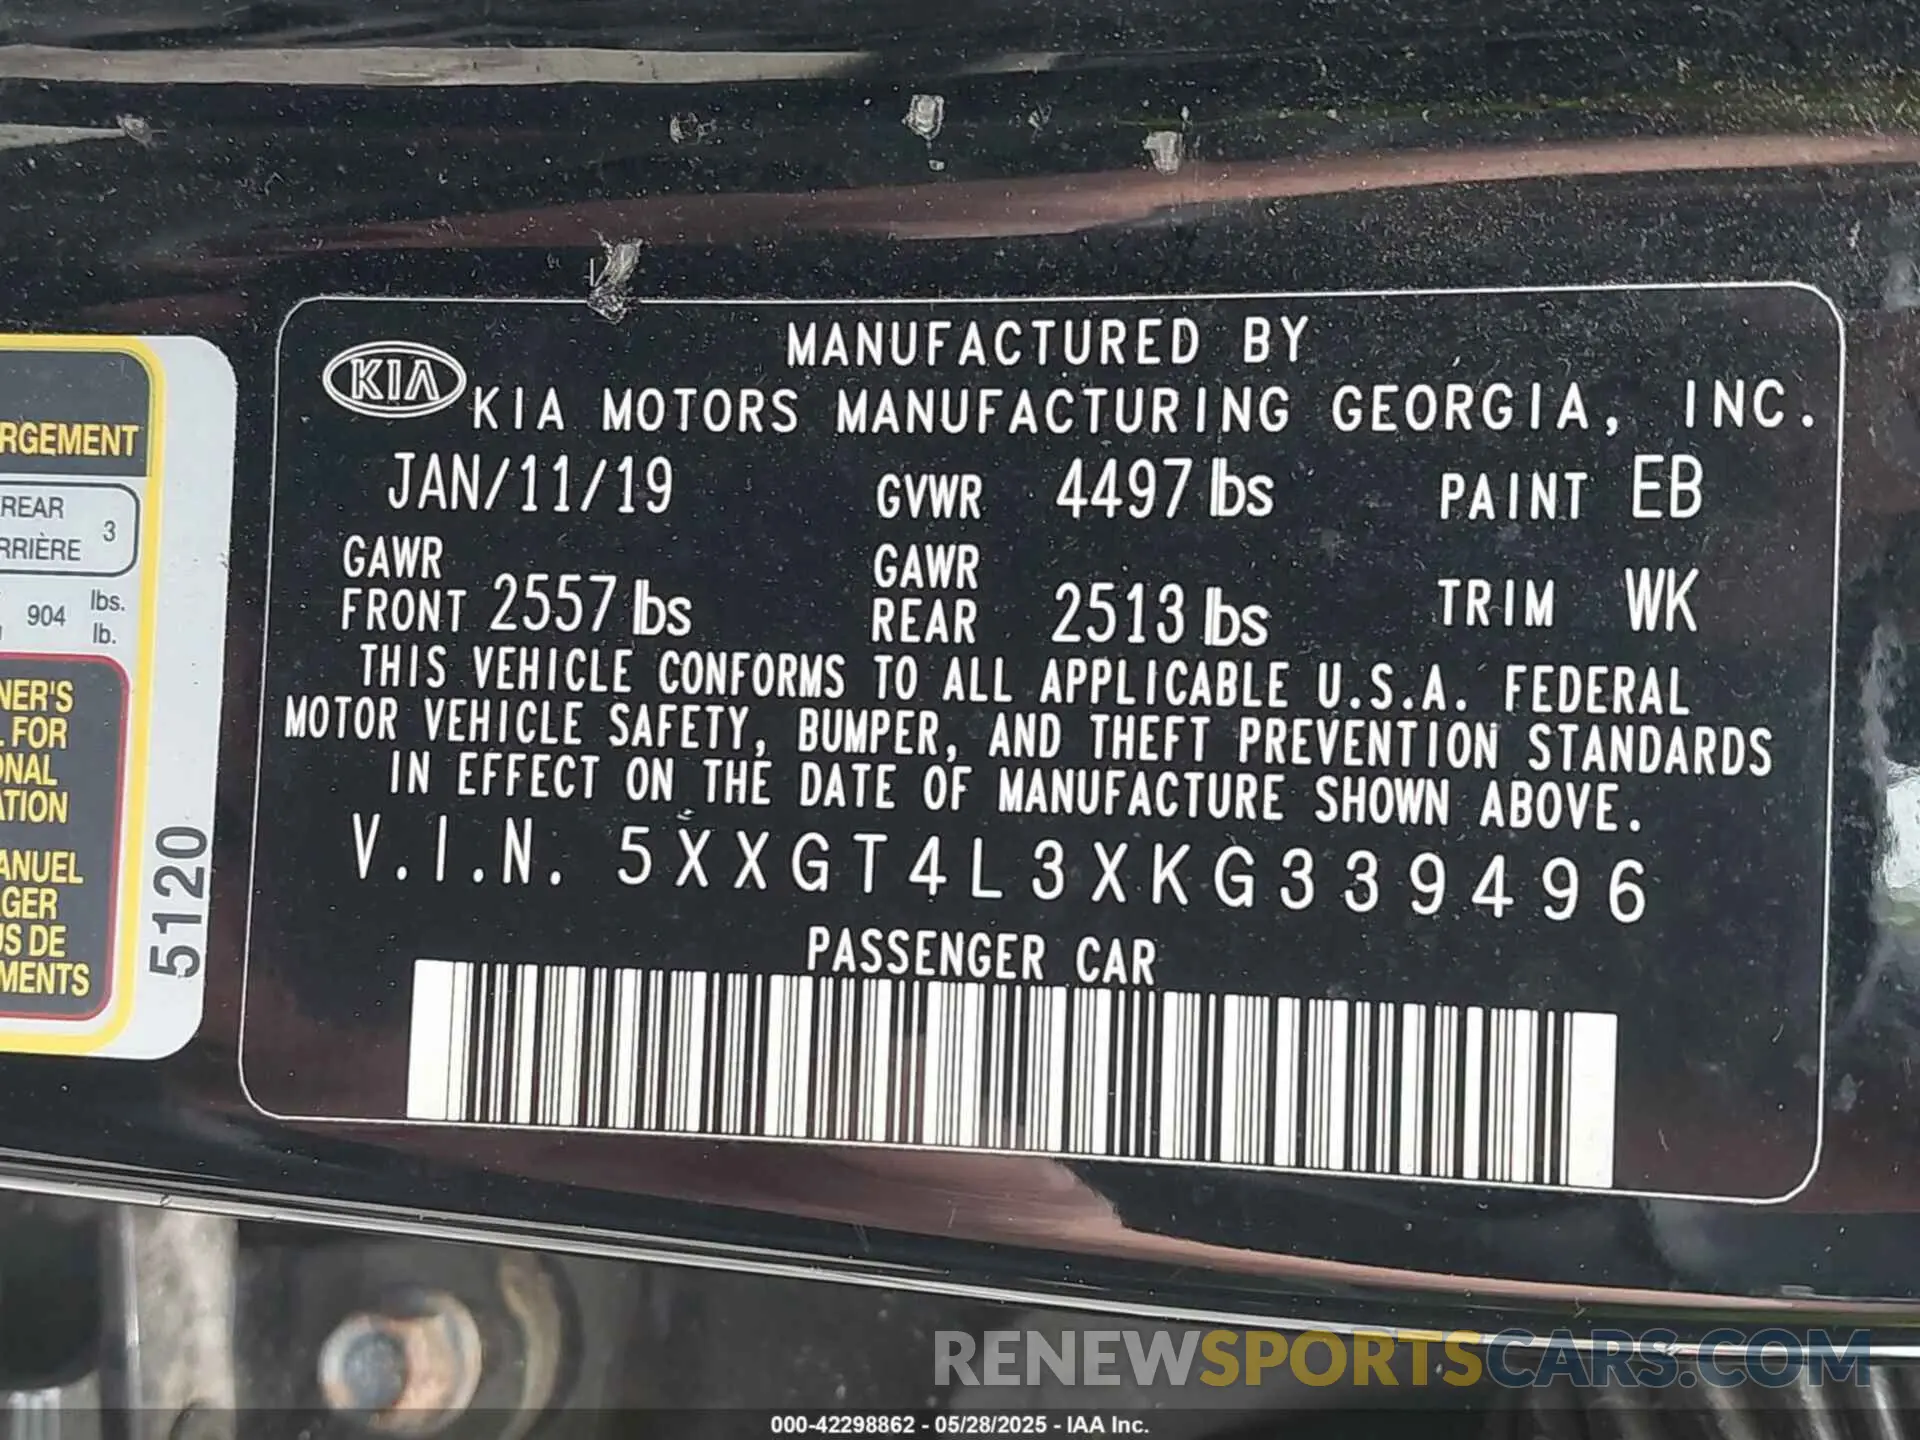 MANUFACTURED BY
KIA
KIA MOTORS MANUFACTURING GEORGIA, INC.
JAN/11/19 GVWR 4497 lbs PAINT EB
GAWR FRONT 2557 lbs GAWR REAR 2513 lbs TRIM WK
THIS VEHICLE CONFORMS TO ALL APPLICABLE U.S.A. FEDERAL
MOTOR VEHICLE SAFETY, BUMPER, AND THEFT PREVENTION STANDARDS
IN EFFECT ON THE DATE OF MANUFACTURE SHOWN ABOVE.
V.I.N. 5XXGT4L3XKG339496
PASSENGER CAR
RGEMENT
REAR
RRIÈRE 3
904 lbs.
lb.
NER'S
L FOR
ONAL
ATION
ANUEL
AGER
US DE
MENTS
5120
RENEWSPORTSCARS.COM
000-42298862 - 05/28/2025 - IAA Inc.